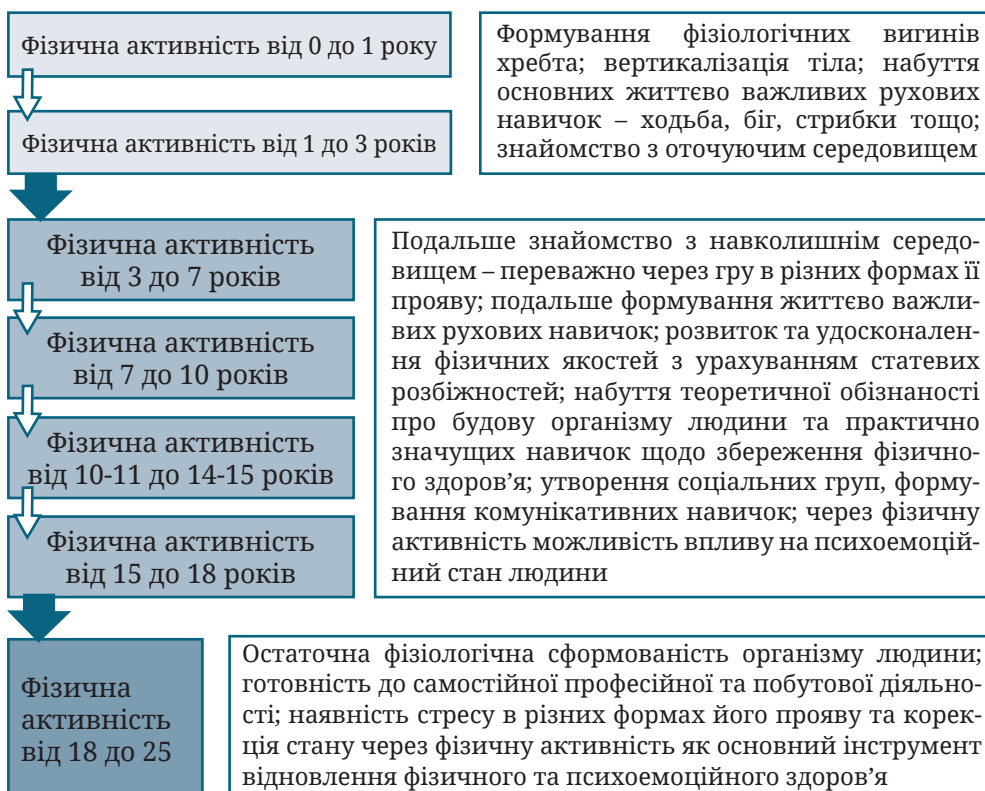 Фізична активність від 0 до 1 року
Фізична активність від 1 до 3 років
Формування фізіологічних вигинів
хребта; вертикалізація тіла; набуття
основних життєво важливих рухових
навичок – ходьба, біг, стрибки тощо;
знайомство з оточуючим середовищем
Фізична активність
від 3 до 7 років
Фізична активність
від 7 до 10 років
Фізична активність
від 10-11 до 14-15 років
Фізична активність
від 15 до 18 років
Подальше знайомство з навколишнім середо-
вищем – переважно через гру в різних формах її
прояву; подальше формування життєво важли-
вих рухових навичок; розвиток та удосконален-
ня фізичних якостей з урахуванням статевих
розбіжностей; набуття теоретичної обізнаності
про будову організму людини та практично
значущих навичок щодо збереження фізично-
го здоров’я; утворення соціальних груп, форму-
вання комунікативних навичок; через фізичну
активність можливість впливу на психоемоцій-
ний стан людини
Фізична
активність
від 18 до 25
Остаточна фізіологічна сформованість організму людини;
готовність до самостійної професійної та побутової діяльно-
сті; наявність стресу в різних формах його прояву та корек-
ція стану через фізичну активність як основний інструмент
відновлення фізичного та психоемоційного здоров’я